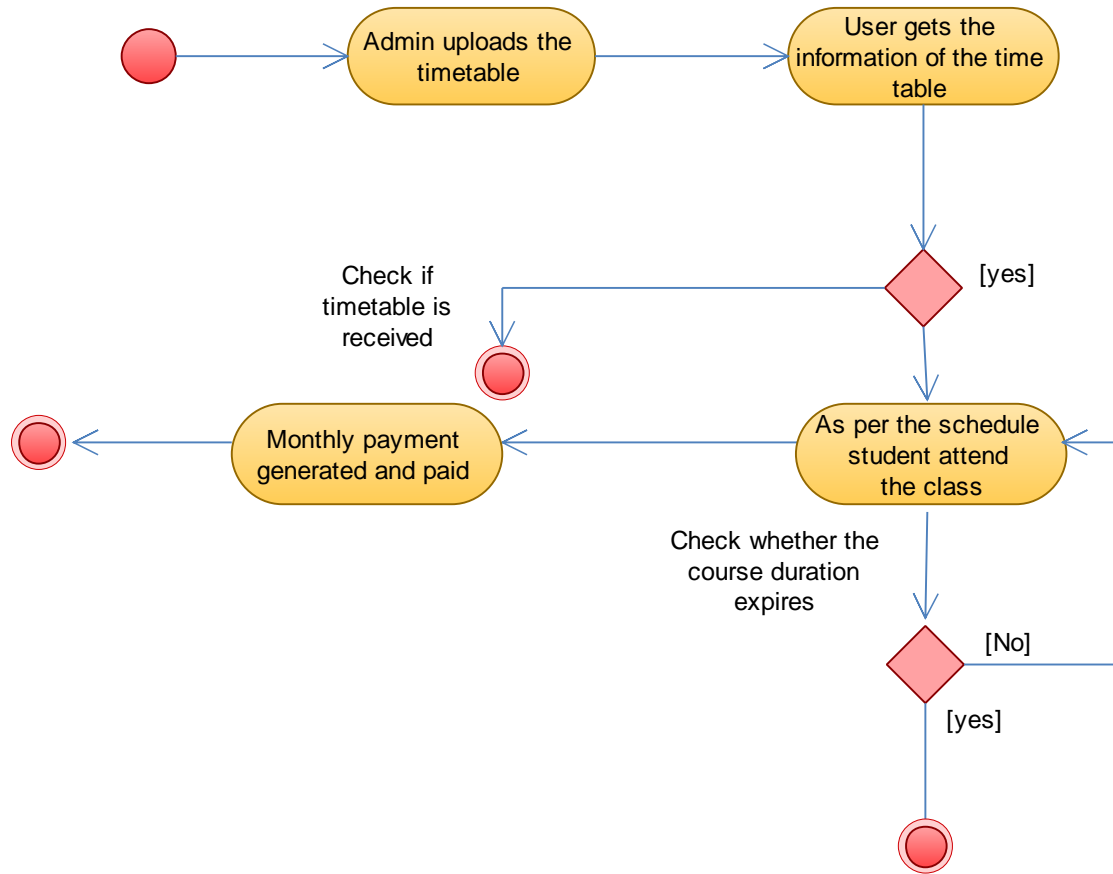 Admin uploads the
timetable
User gets the
information of the time
table
[yes]
Check if
timetable is
received
As per the schedule
student attend
the class
Monthly payment
generated and paid
Check whether the
course duration
expires
[No]
[yes]